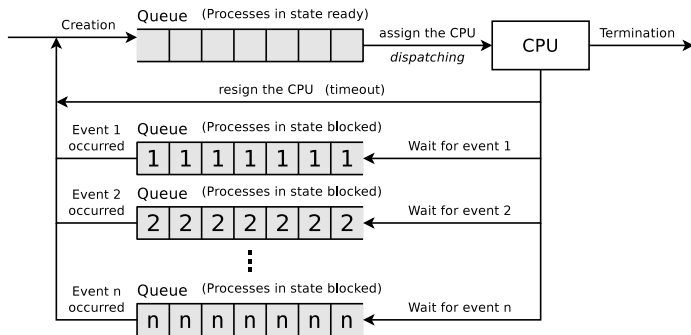 Queue (Processes in state ready)
Creation
assign the CPU
dispatching
CPU
Termination
resign the CPU (timeout)
Event 1
occurred
Queue (Processes in state blocked)
1 1 1 1 1 1 1
Wait for event 1
Event 2
occurred
Queue (Processes in state blocked)
2 2 2 2 2 2 2
Wait for event 2
Event n
occurred
Queue (Processes in state blocked)
n n n n n n n
Wait for event n